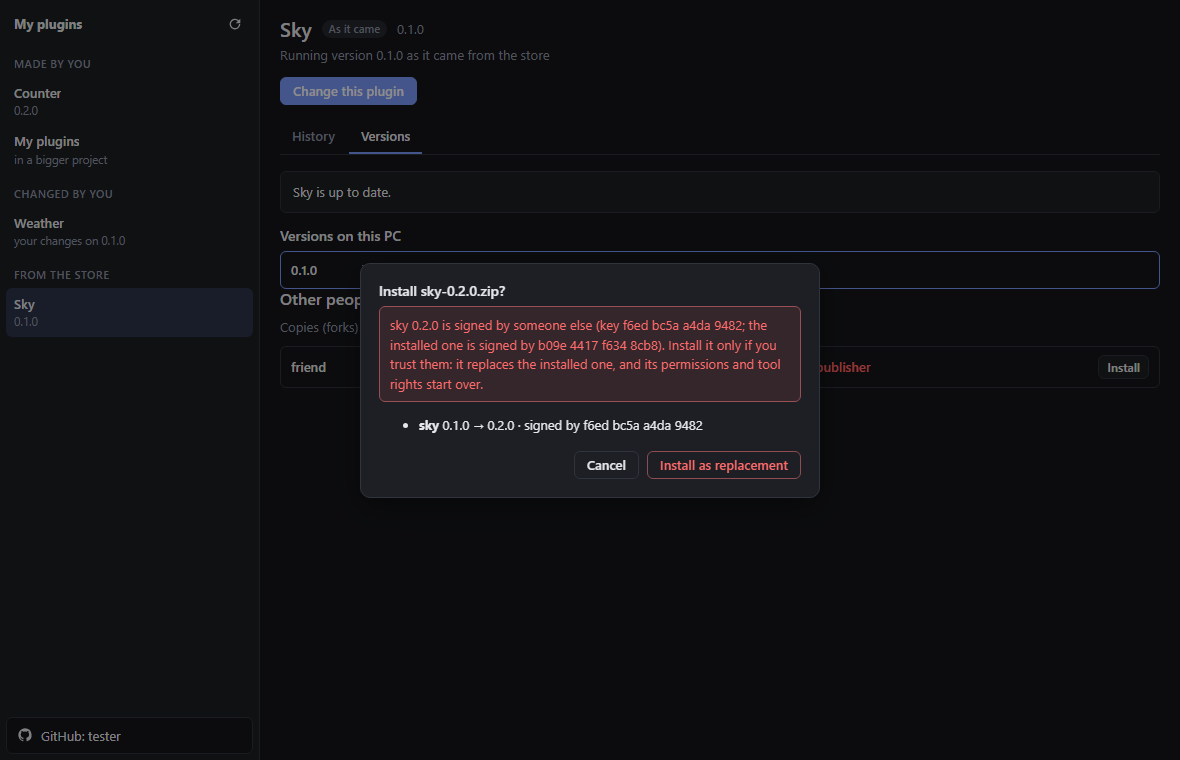 My plugins
MADE BY YOU
Counter
0.2.0
My plugins
in a bigger project
CHANGED BY YOU
Weather
your changes on 0.1.0
FROM THE STORE
Sky
0.1.0
GitHub: tester
Sky As it came 0.1.0
Running version 0.1.0 as it came from the store
Change this plugin
History Versions
Sky is up to date.
Versions on this PC
0.1.0
Other
Copies (forks)
friend
publisher
Install
Install sky-0.2.0.zip?
sky 0.2.0 is signed by someone else (key f6ed bc5a a4da 9482; the
installed one is signed by b09e 4417 f634 8cb8). Install it only if you
trust them: it replaces the installed one, and its permissions and tool
rights start over.
• sky 0.1.0 → 0.2.0 · signed by f6ed bc5a a4da 9482
Cancel Install as replacement